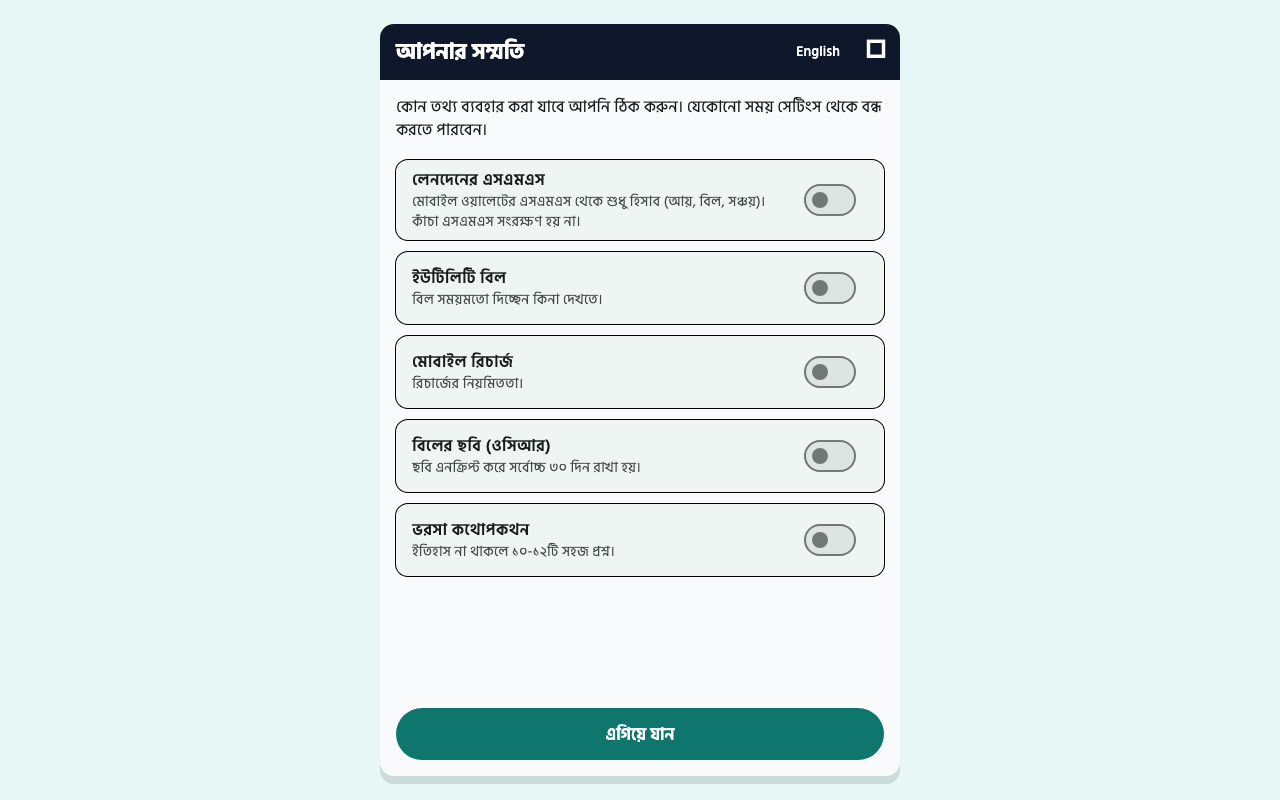 আপনার সম্মতি
English
কোন তথ্য ব্যবহার করা যাবে আপনি ঠিক করুন। যেকোনো সময় সেটিংস থেকে বন্ধ
করতে পারবেন।
লেনদেনের এসএমএস
মোবাইল ওয়ালেটের এসএমএস থেকে শুধু হিসাব (আয়, বিল, সঞ্চয়)।
কাঁচা এসএমএস সংরক্ষণ হয় না।
ইউটিলিটি বিল
বিল সময়মতো দিচ্ছেন কিনা দেখতে।
মোবাইল রিচার্জ
রিচার্জের নিয়মিততা।
বিলের ছবি (ওসিআর)
ছবি এনক্রিপ্ট করে সর্বোচ্চ ৩০ দিন রাখা হয়।
ভরসা কথোপকথন
ইতিহাস না থাকলে ১০-১২টি সহজ প্রশ্ন।
এগিয়ে যান